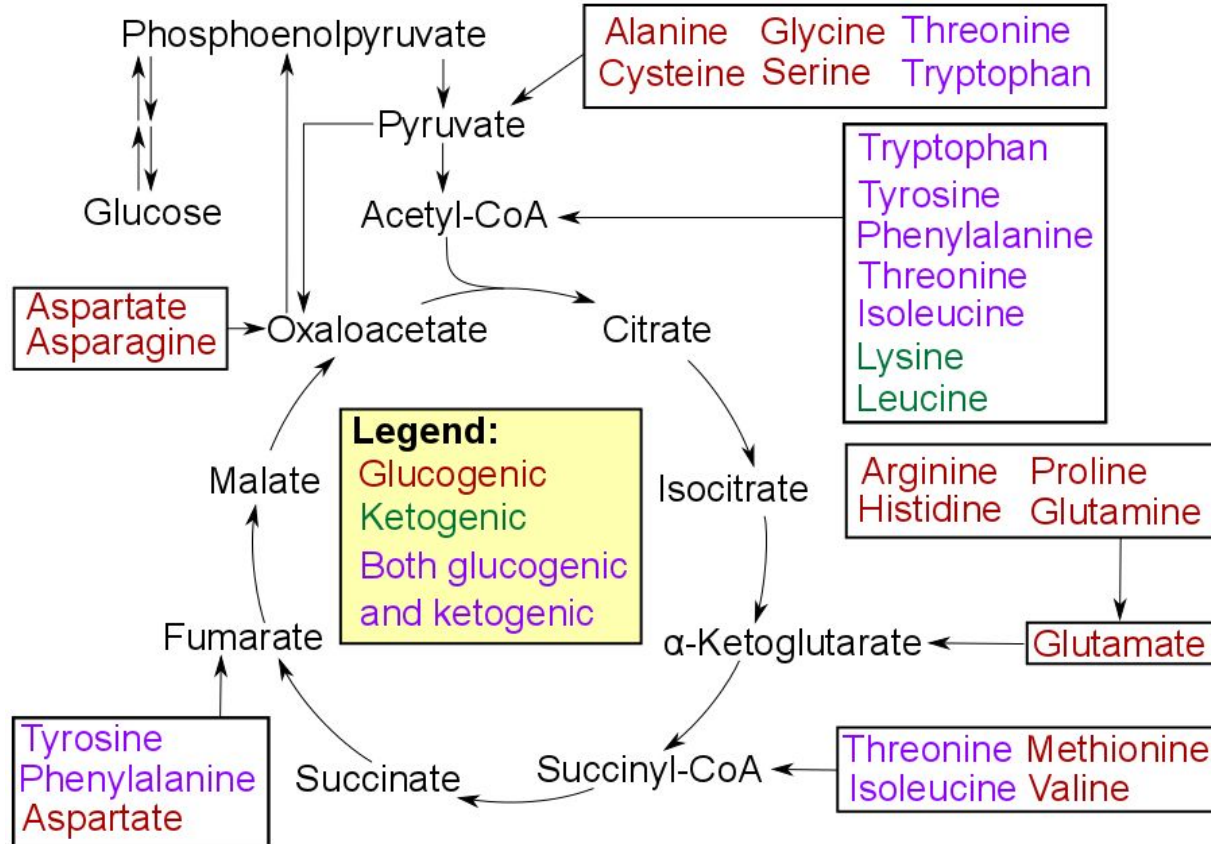 Phosphoenolpyruvate
Alanine Glycine Threonine
Cysteine Serine Tryptophan
Pyruvate
Tryptophan
Tyrosine
Phenylalanine
Threonine
Isoleucine
Lysine
Leucine
Glucose
Acetyl-CoA
Aspartate
Asparagine
Oxaloacetate
Citrate
Legend:
Glucogenic
Ketogenic
Both glucogenic
and ketogenic
Malate
Isocitrate
Arginine Proline
Histidine Glutamine
Fumarate
α-Ketoglutarate
Glutamate
Tyrosine
Phenylalanine
Aspartate
Succinate
Succinyl-CoA
Threonine Methionine
Isoleucine Valine